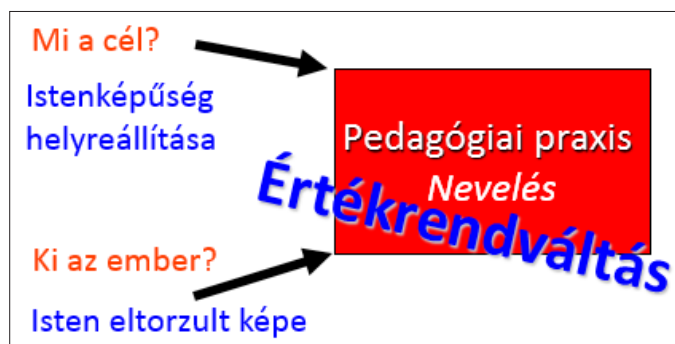 Mi a cél?
Istenképűség
helyreállítása
Pedagógiai praxis
Nevelés
Értékrendváltás
Ki az ember?
Isten eltorzult képe